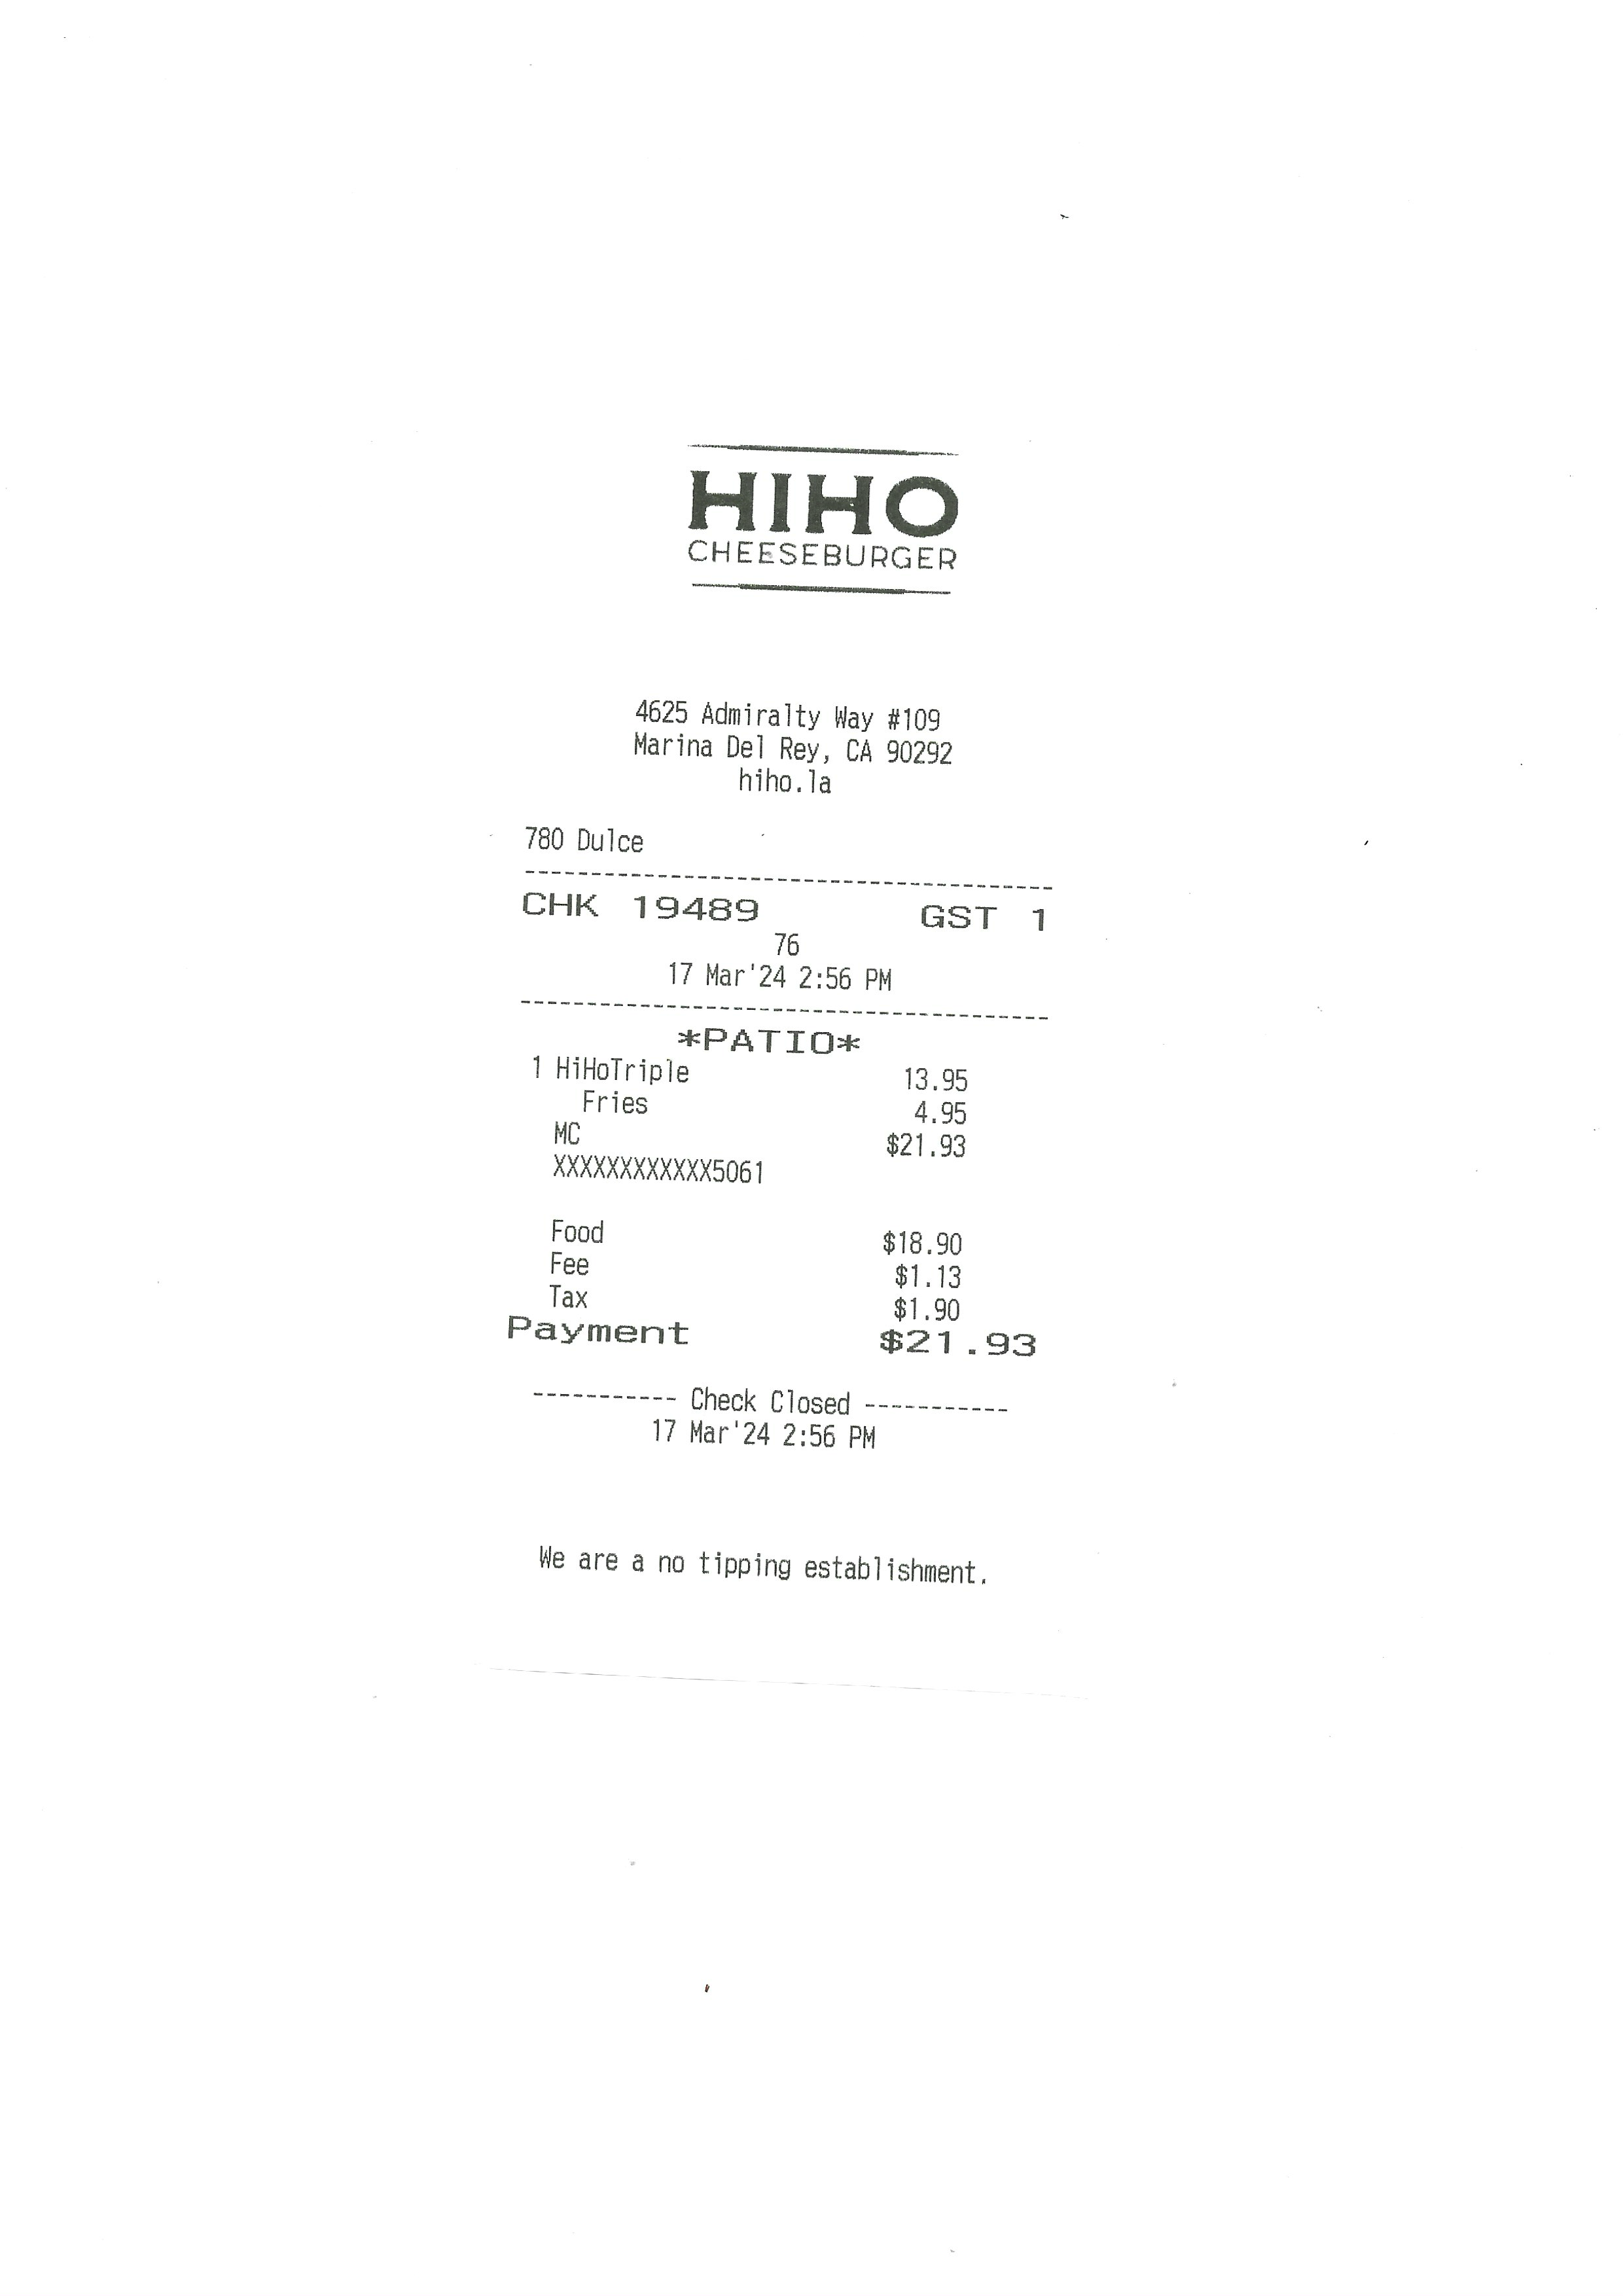 HIHO
CHEESEBURGER
4625 Admiralty Way #109
Marina Del Rey, CA 90292
hiho.la
780 Dulce
----------------------------------------
CHK 19489 GST 1
76
17 Mar'24 2:56 PM
----------------------------------------
*PATIO*
1 HiHoTriple 13.95
Fries 4.95
MC $21.93
XXXXXXXXXXXX5061
Food $18.90
Fee $1.13
Tax $1.90
Payment $21.93
----------- Check Closed -----------
17 Mar'24 2:56 PM
We are a no tipping establishment.